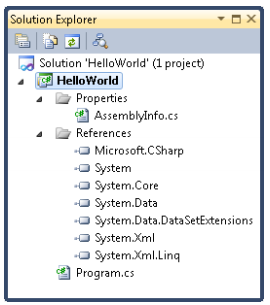 Solution Explorer
Solution 'HelloWorld' (1 project)
HelloWorld
Properties
AssemblyInfo.cs
References
Microsoft.CSharp
System
System.Core
System.Data
System.Data.DataSetExtensions
System.Xml
System.Xml.Linq
Program.cs